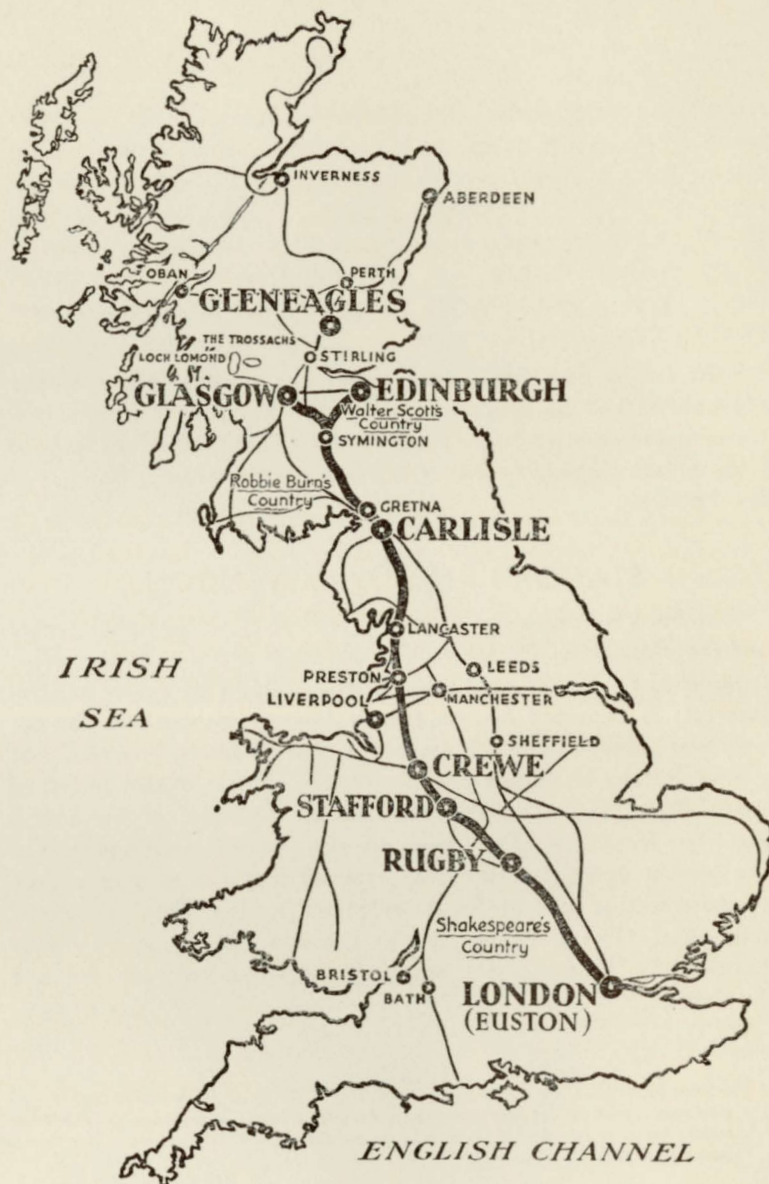 INVERNESS
ABERDEEN
OBAN
PERTH
GLENEAGLES
THE TROSSACHS
LOCH LOMOND
STIRLING
GLASGOW
EDINBURGH
Walter Scott's
Country
SYMINGTON
Robbie Burn's
Country
GRETNA
CARLISLE
LANCASTER
IRISH
SEA
PRESTON
LEEDS
LIVERPOOL
MANCHESTER
SHEFFIELD
CREWE
STAFFORD
RUGBY
Shakespeare's
Country
BRISTOL
BATH
LONDON
(EUSTON)
ENGLISH CHANNEL